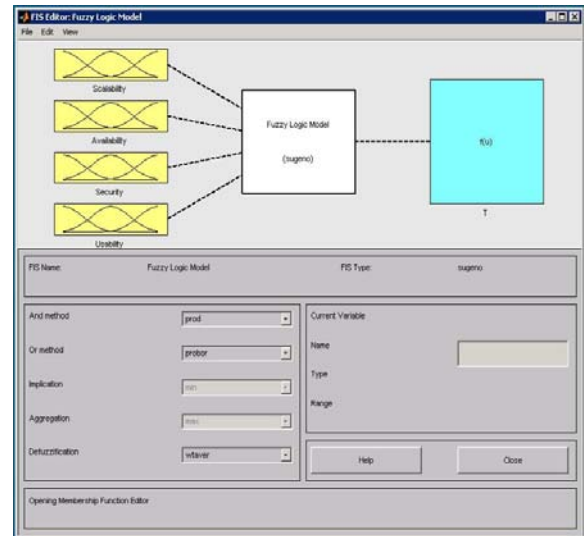 FIS Editor: Fuzzy Logic Model
File Edit View
Scalability
Availability
Security
Usability
Fuzzy Logic Model
(sugeno)
f(u)
T
FIS Name: Fuzzy Logic Model FIS Type: sugeno
And method prod
Or method probor
Implication min
Aggregation max
Defuzzification wtaver
Current Variable
Name
Type
Range
Help Close
Opening Membership Function Editor